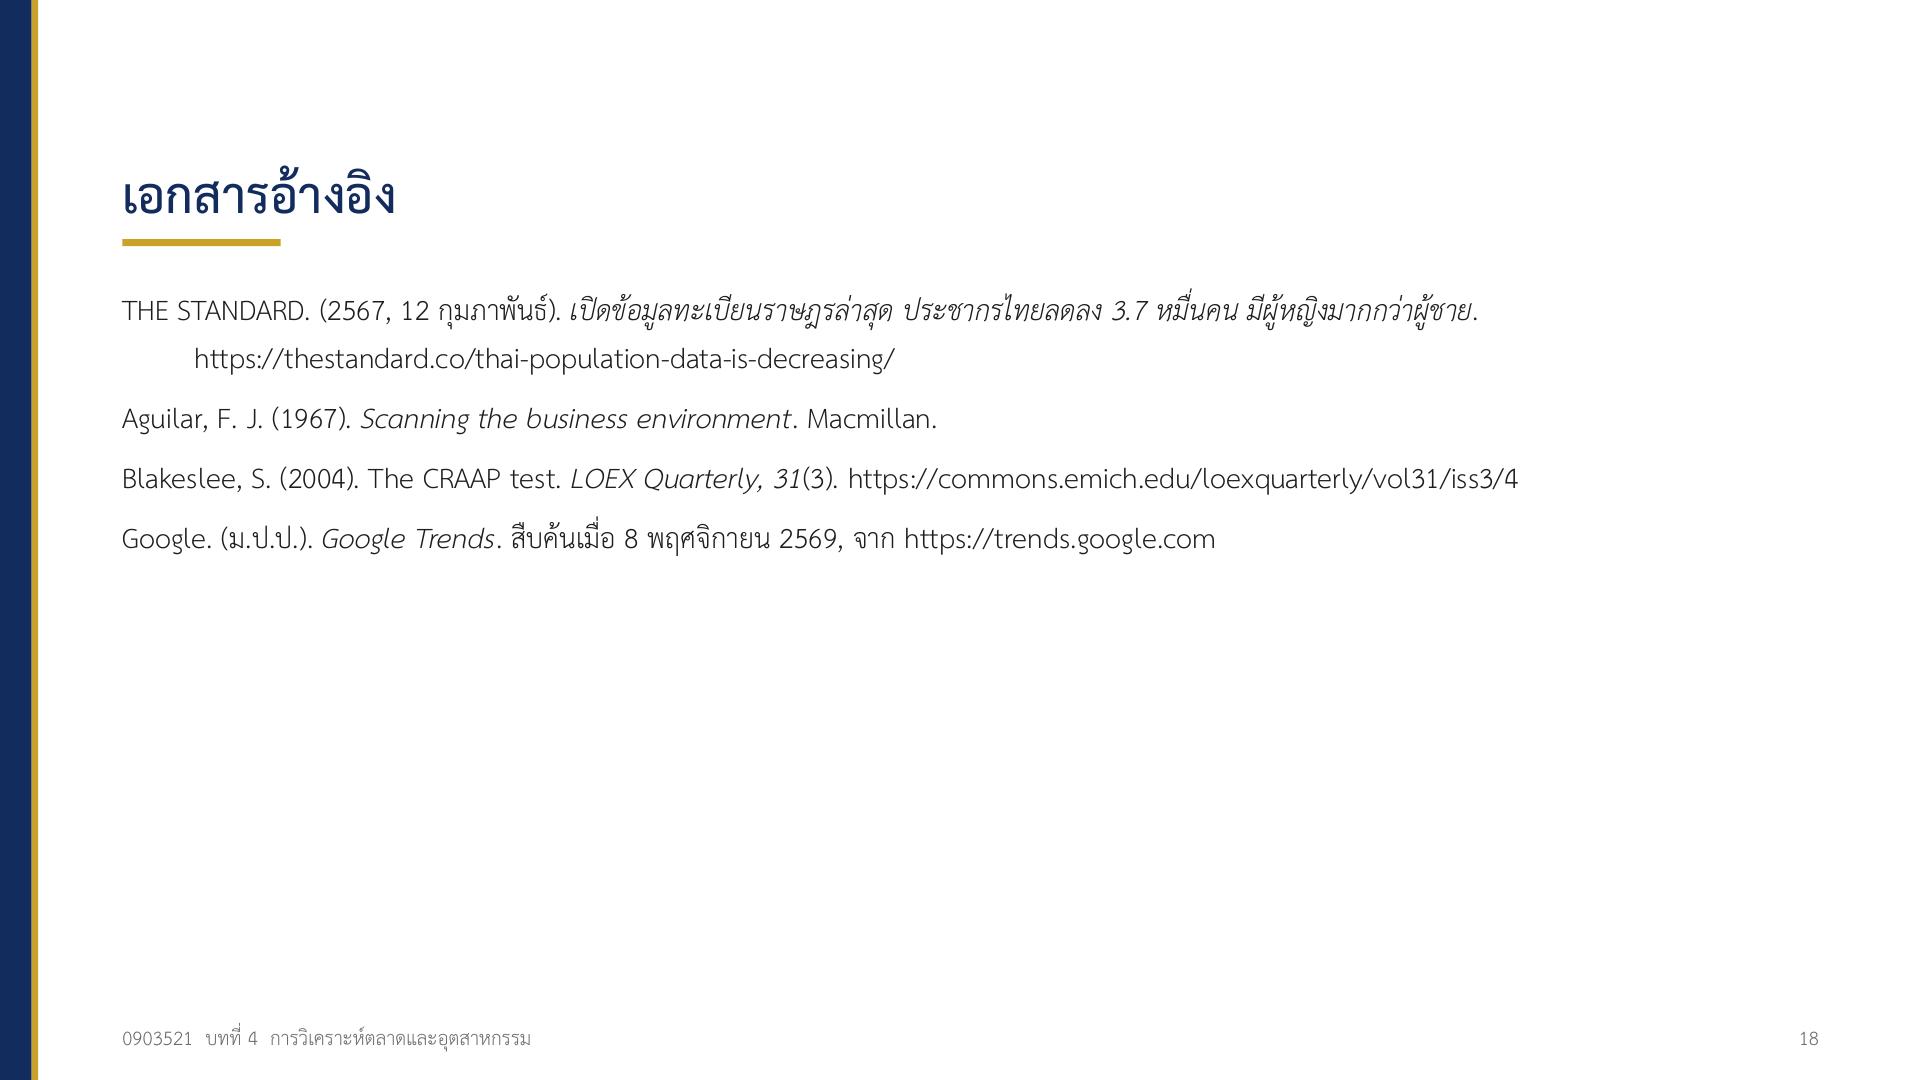 เอกสารอ้างอิง
THE STANDARD. (2567, 12 กุมภาพันธ์). เปิดข้อมูลทะเบียนราษฎรล่าสุด ประชากรไทยลดลง 3.7 หมื่นคน มีผู้หญิงมากกว่าผู้ชาย.
https://thestandard.co/thai-population-data-is-decreasing/
Aguilar, F. J. (1967). Scanning the business environment. Macmillan.
Blakeslee, S. (2004). The CRAAP test. LOEX Quarterly, 31(3). https://commons.emich.edu/loexquarterly/vol31/iss3/4
Google. (ม.ป.ป.). Google Trends. สืบค้นเมื่อ 8 พฤศจิกายน 2569, จาก https://trends.google.com
0903521 บทที่ 4 การวิเคราะห์ตลาดและอุตสาหกรรม
18